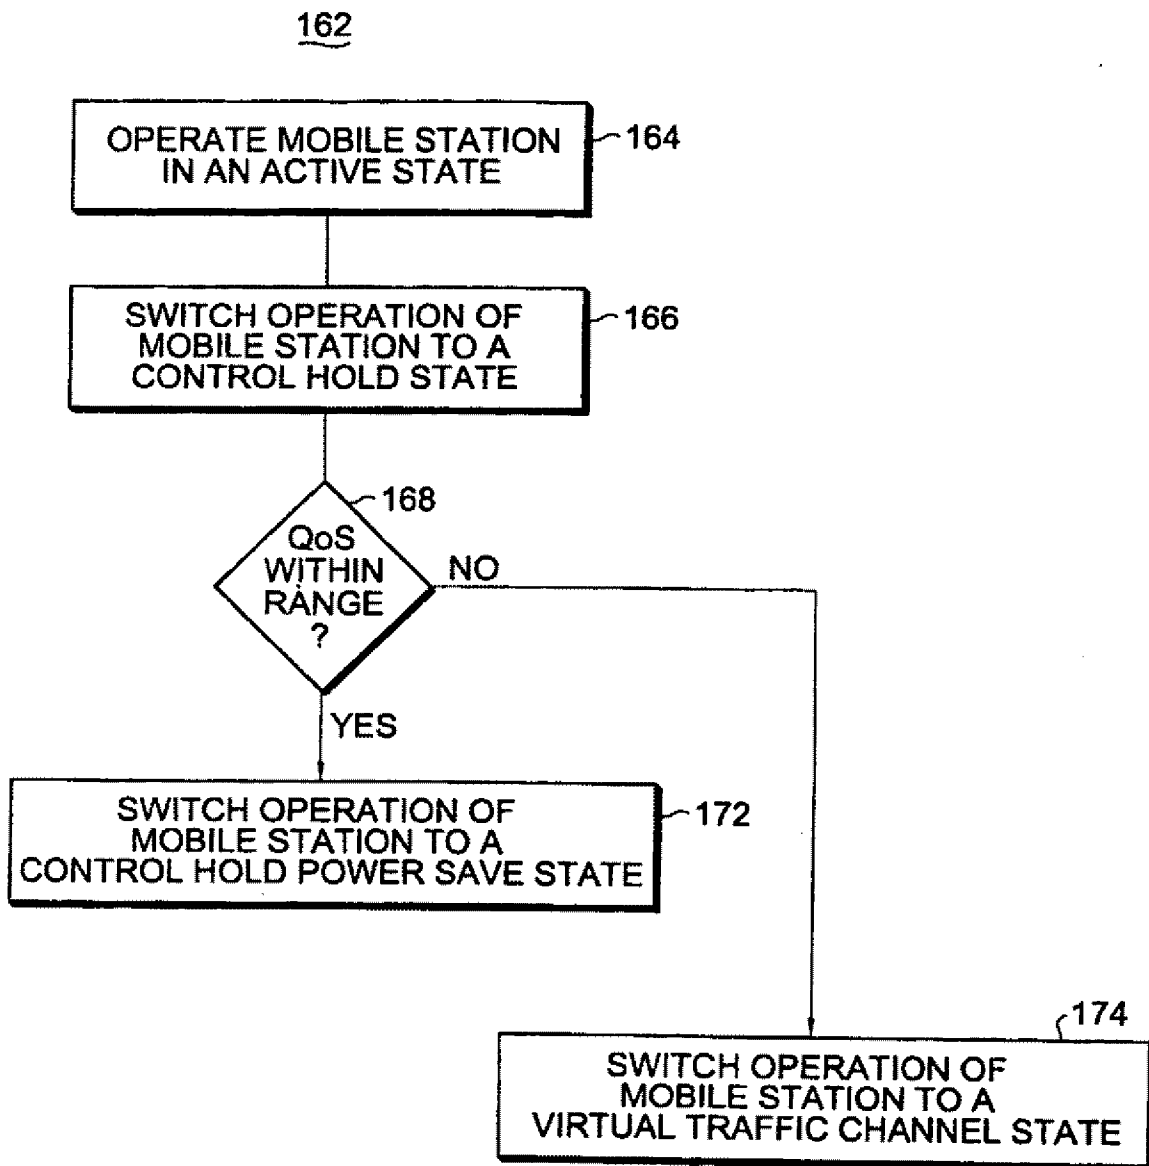 162
OPERATE MOBILE STATION
IN AN ACTIVE STATE
164
SWITCH OPERATION OF
MOBILE STATION TO A
CONTROL HOLD STATE
166
168
QoS
WITHIN
RANGE
?
NO
YES
SWITCH OPERATION OF
MOBILE STATION TO A
CONTROL HOLD POWER SAVE STATE
172
174
SWITCH OPERATION OF
MOBILE STATION TO A
VIRTUAL TRAFFIC CHANNEL STATE